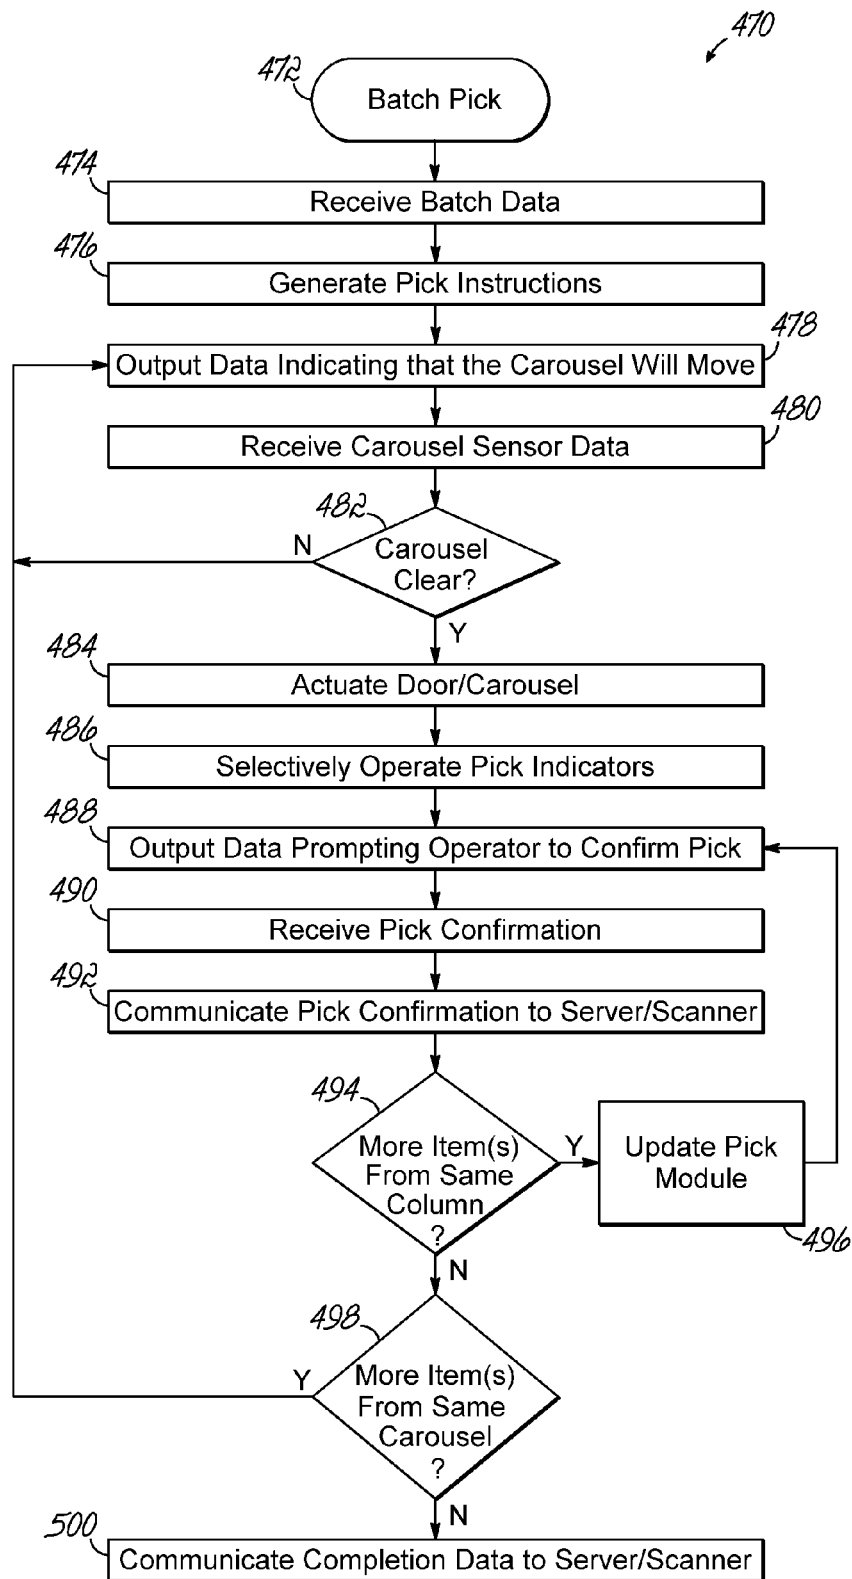 470
472
Batch Pick
474
Receive Batch Data
476
Generate Pick Instructions
478
Output Data Indicating that the Carousel Will Move
480
Receive Carousel Sensor Data
482
N
Carousel
Clear?
Y
484
Actuate Door/Carousel
486
Selectively Operate Pick Indicators
488
Output Data Prompting Operator to Confirm Pick
490
Receive Pick Confirmation
492
Communicate Pick Confirmation to Server/Scanner
494
More Item(s)
From Same
Column
?
Y
Update Pick
Module
496
N
498
Y
More Item(s)
From Same
Carousel
?
N
500
Communicate Completion Data to Server/Scanner